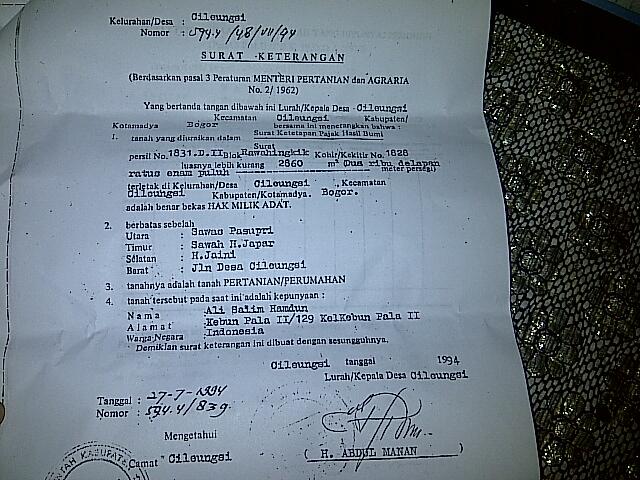 Kelurahan/Desa : Cileungsi
Nomor : 594.4/48/VII/94
SURAT KETERANGAN
(Berdasarkan pasal 3 Peraturan MENTERI PERTANIAN dan AGRARIA
No. 2/1962)
Yang bertanda tangan dibawah ini Lurah/Kepala Desa Cileungsi
Kecamatan Cileungsi Kabupaten/
Kotamadya Bogor bersama ini menerangkan bahwa :
1. tanah yang diuraikan dalam Surat Ketetapan Pajak Hasil Bumi
Surat
persil No. 1831.D.II Blok Rawahingkik Kohir/Kekitir No. 1828
luasnya lebih kurang 2860 m² (Dua ribu delapan
ratus enam puluh meter persegi)
terletak di Kelurahan/Desa Cileungsi, Kecamatan
Cileungsi Kabupaten/Kotamadya. Bogor.
adalah benar bekas HAK MILIK ADAT.
2. berbatas sebelah
Utara : Sawac Pasupri
Timur : Sawah H.Japar
Selatan : H.Jaini
Barat : Jln Desa Cileungsi
3. tanahnya adalah tanah PERTANIAN/PERUMAHAN
4. tanah tersebut pada saat ini adalah kepunyaan :
Nama : Ali Salim Hamdun
Alamat : Kebun Pala II/129 KelKebun Pala II
Warga Negara : Indonesia
Demikian surat keterangan ini dibuat dengan sesungguhnya.
Cileungsi tanggal 1994
Lurah/Kepala Desa Cileungsi
Tanggal : 27-7-1994
Nomor : 594.4/839.
Mengetahui
Camat Cileungsi
( H. ABDUL MANAN )